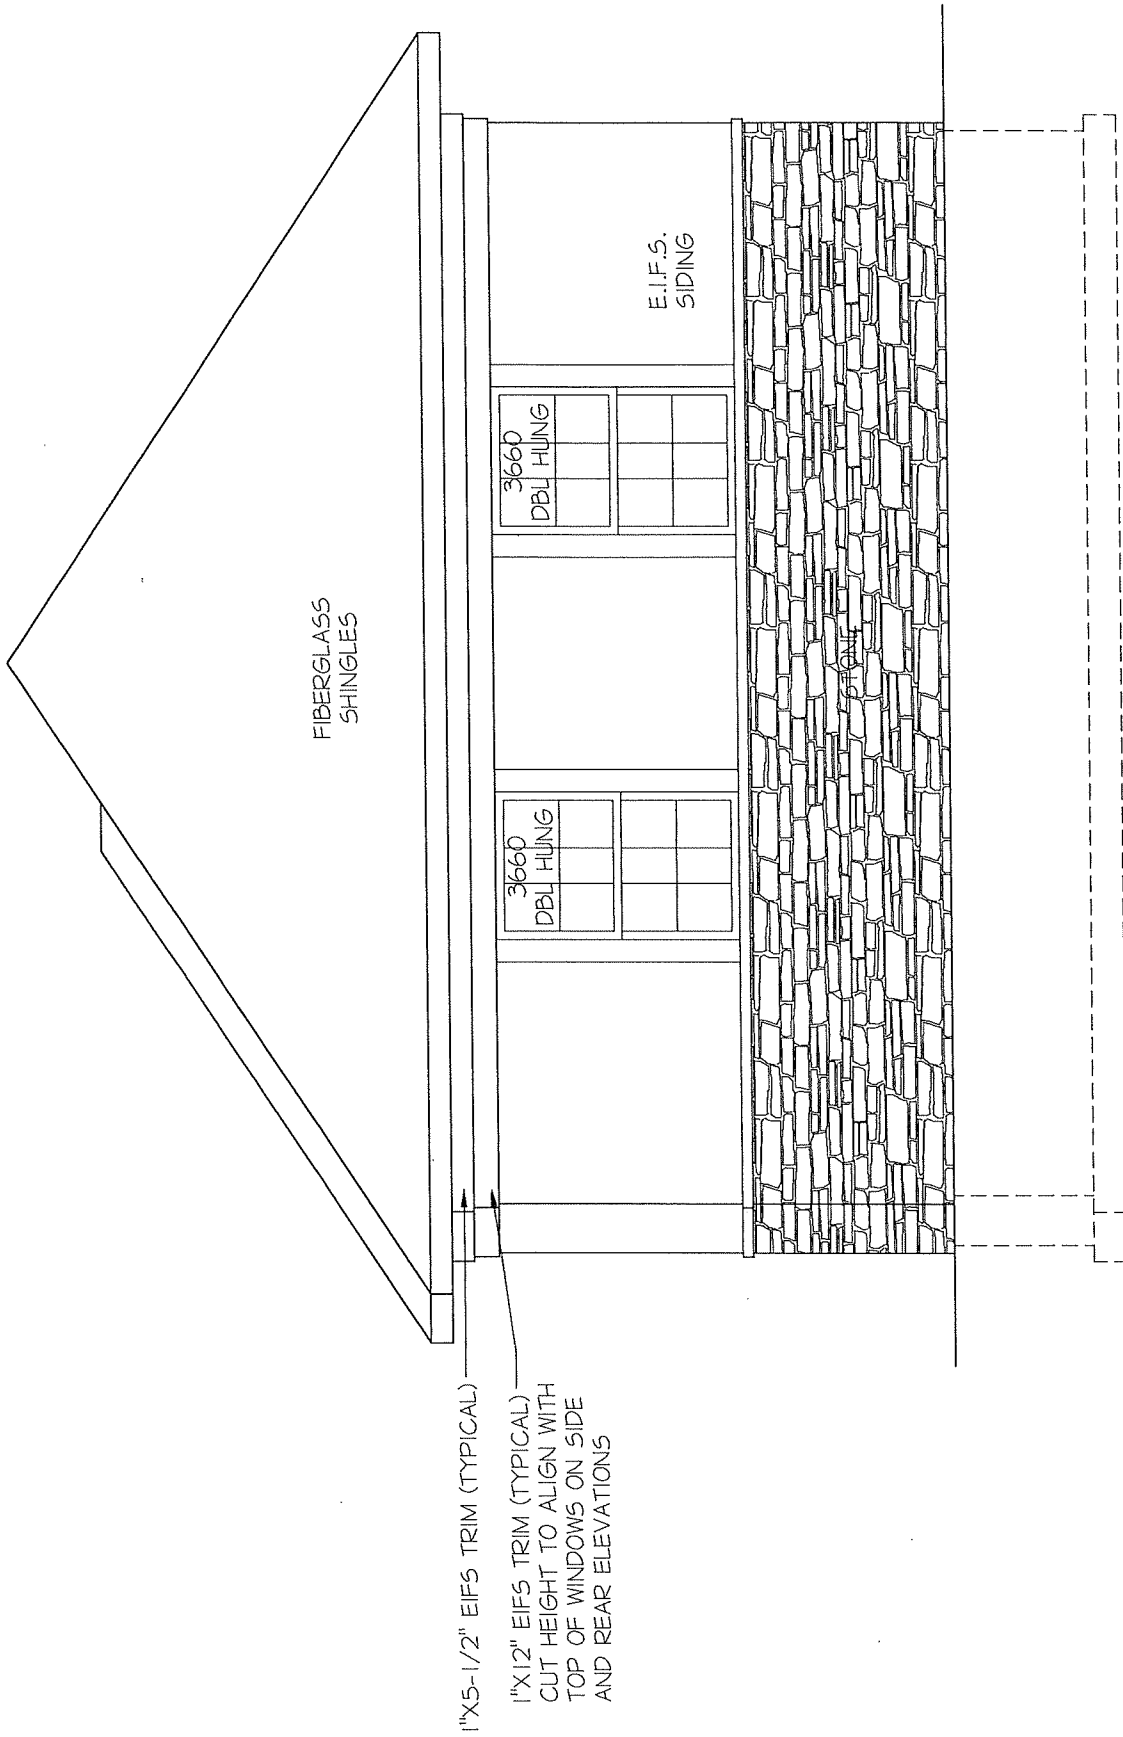 FIBERGLASS
SHINGLES
1"X5-1/2" EIFS TRIM (TYPICAL)
1"X12" EIFS TRIM (TYPICAL)
CUT HEIGHT TO ALIGN WITH
TOP OF WINDOWS ON SIDE
AND REAR ELEVATIONS
3660
DBL HUNG
3660
DBL HUNG
E.I.F.S.
SIDING
STONE